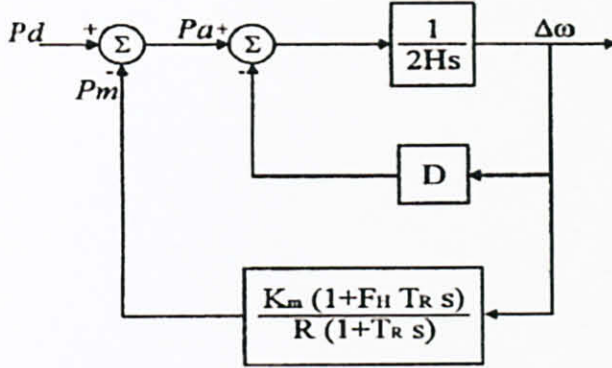 Pd + Σ Pa + Σ 1 Δω
2Hs
- -
Pm
D
Km (1+FH TR s)
R (1+TR s)